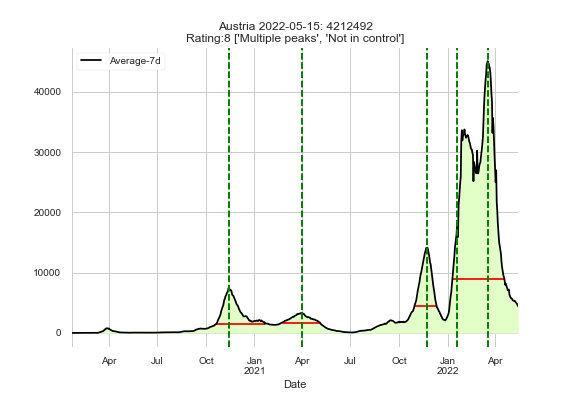 Austria 2022-05-15: 4212492
Rating:8 ['Multiple peaks', 'Not in control']
Average-7d
40000
30000
20000
10000
0
Apr Jul Oct Jan Apr Jul Oct Jan Apr
2021 2022
Date